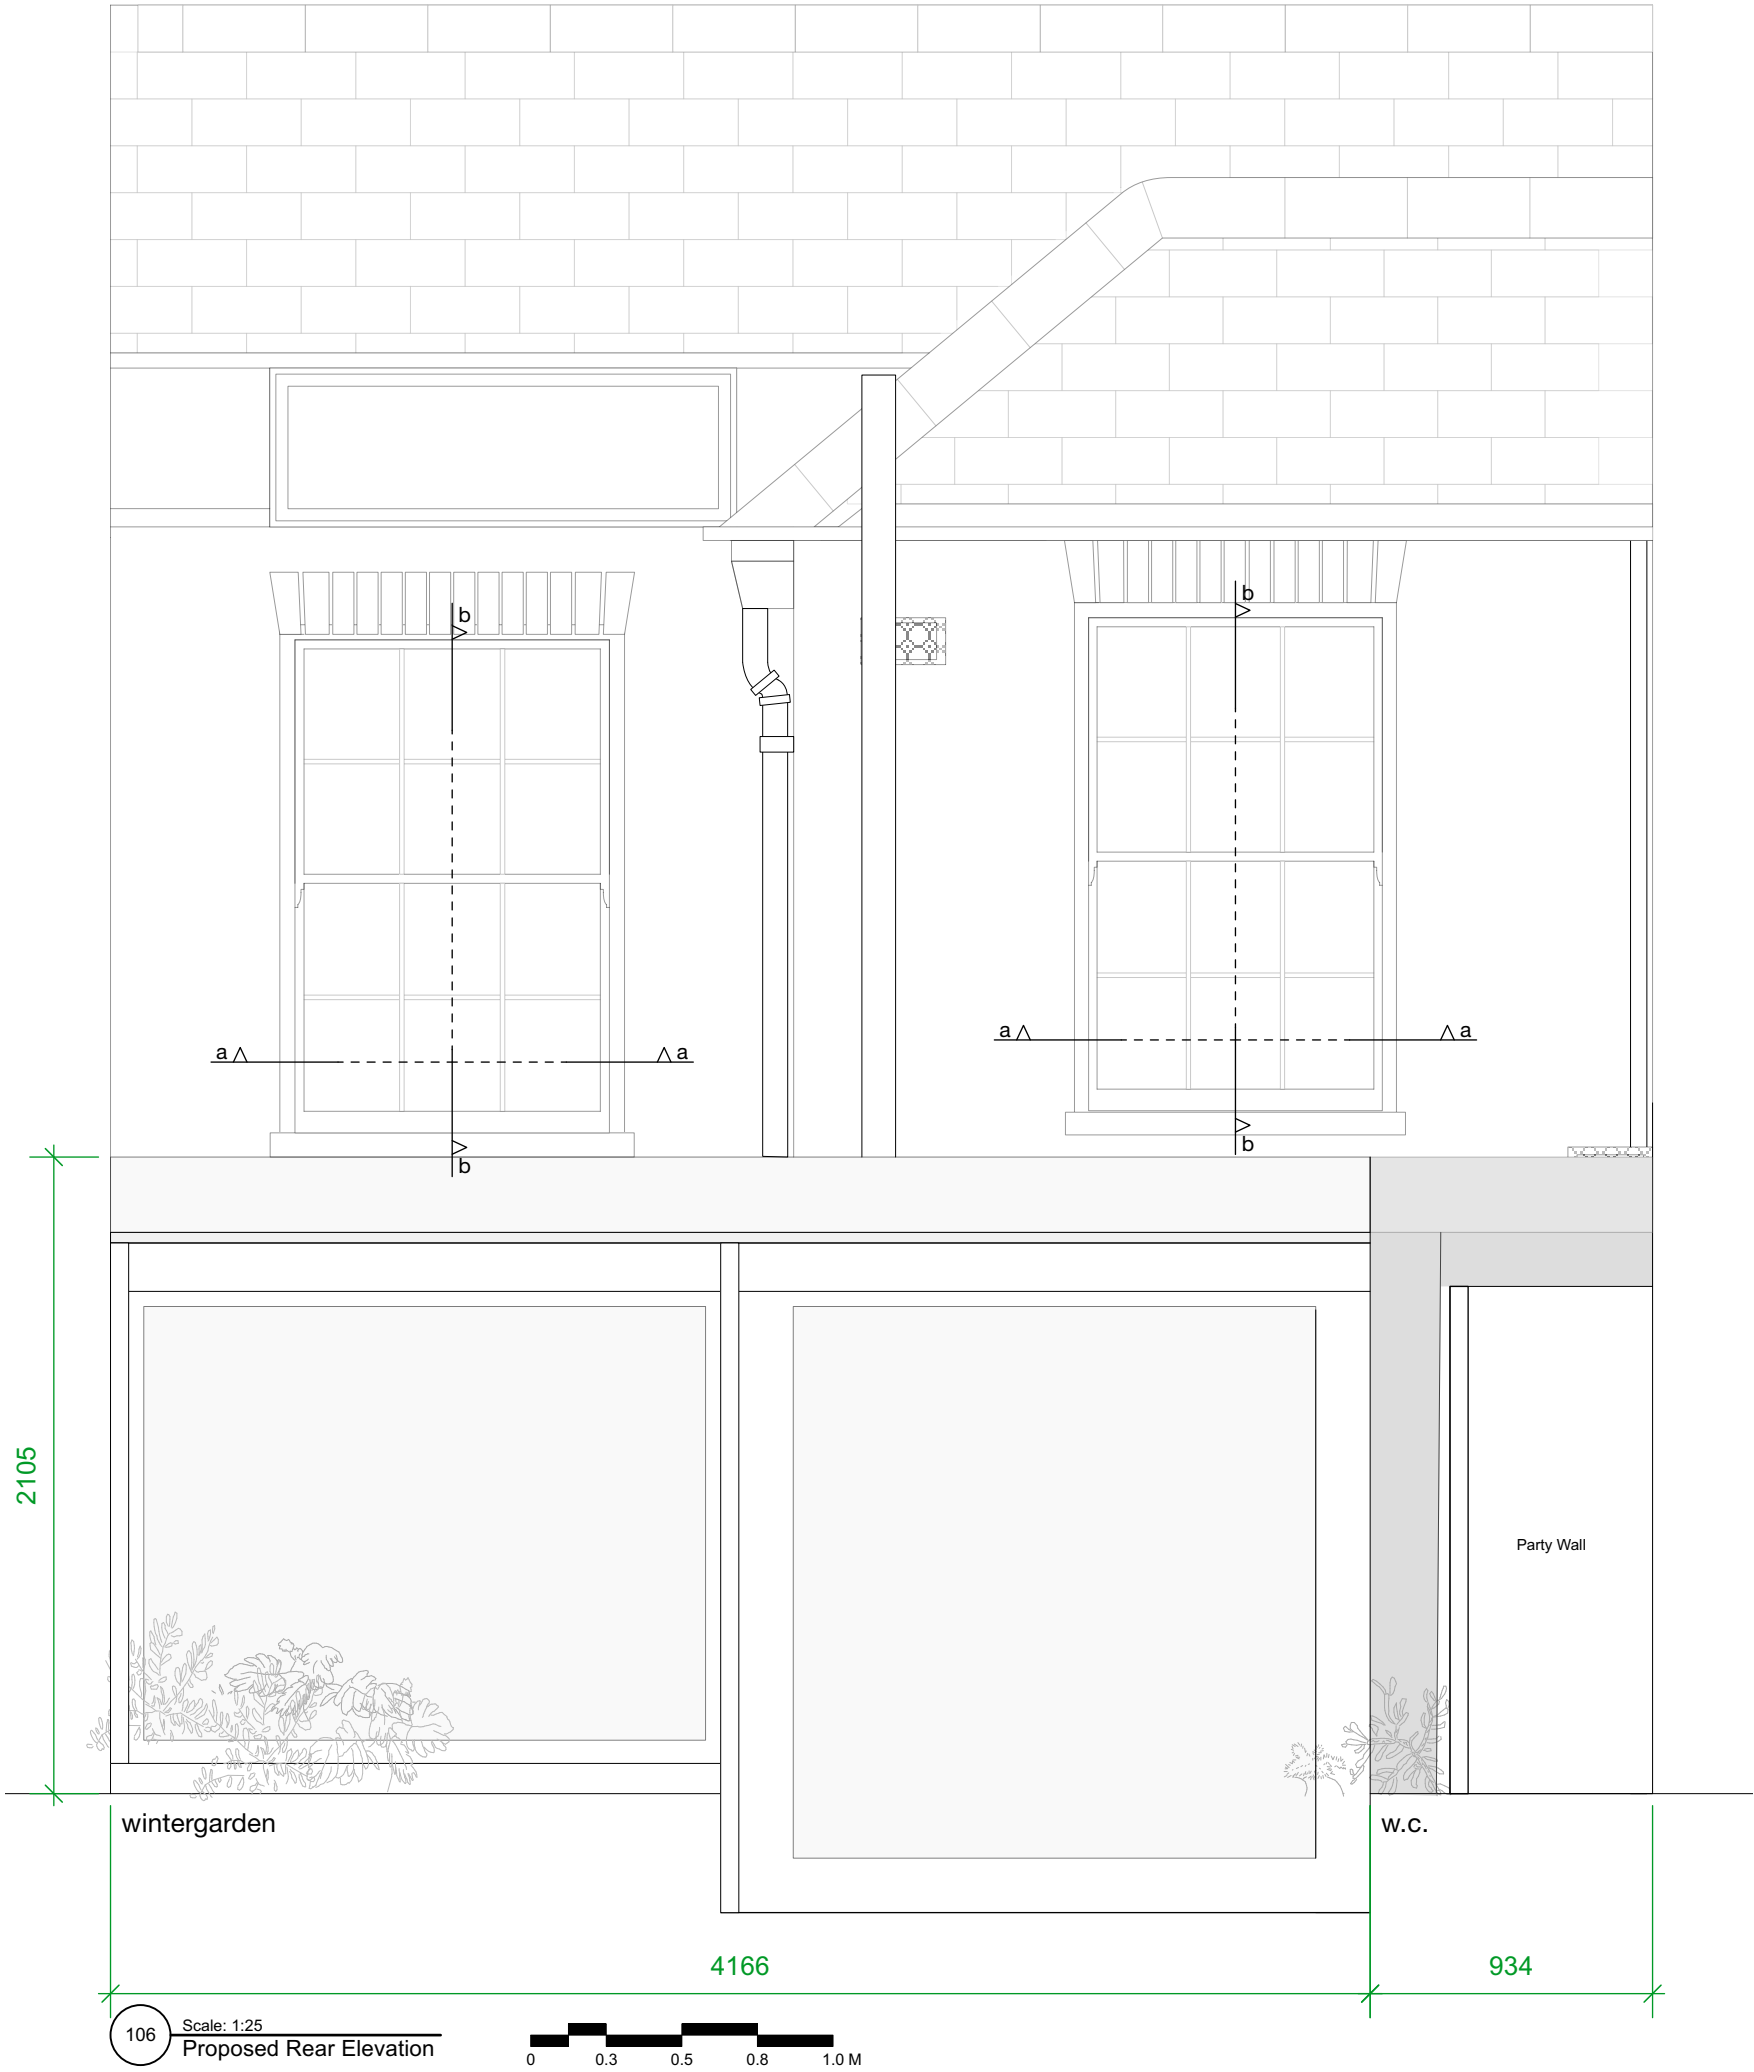 b
b
a a
a a
b
b
2105
Party Wall
wintergarden
w.c.
4166
934
106
Scale: 1:25
Proposed Rear Elevation
0 0.3 0.5 0.8 1.0 M